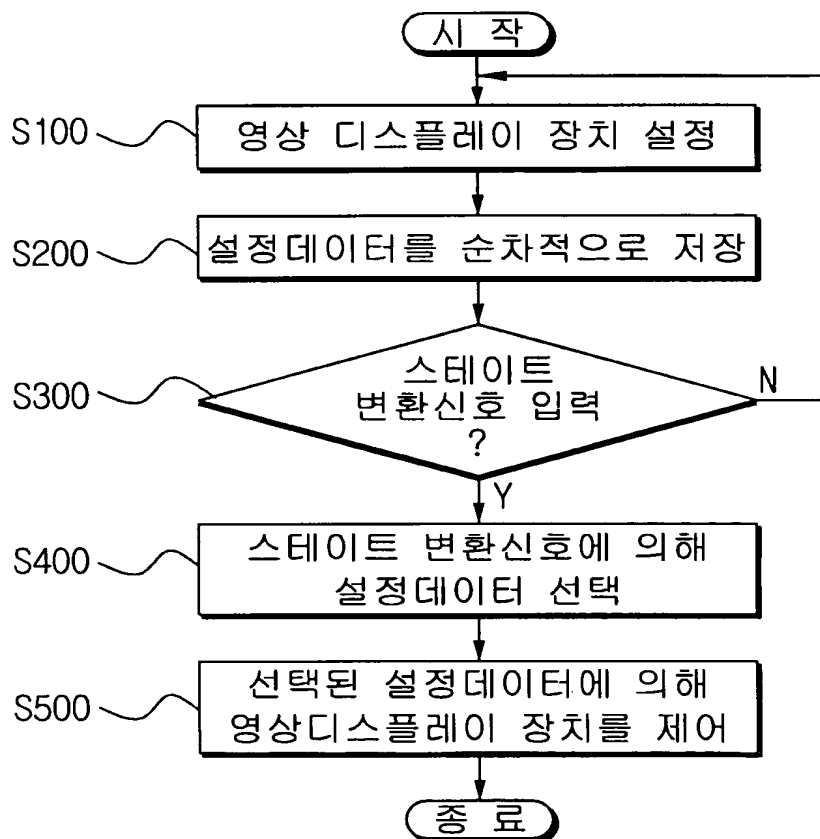 시 작
S100
영상 디스플레이 장치 설정
S200
설정데이터를 순차적으로 저장
S300
스테이트
변환신호 입력
?
N
Y
S400
스테이트 변환신호에 의해
설정데이터 선택
S500
선택된 설정데이터에 의해
영상디스플레이 장치를 제어
종 료